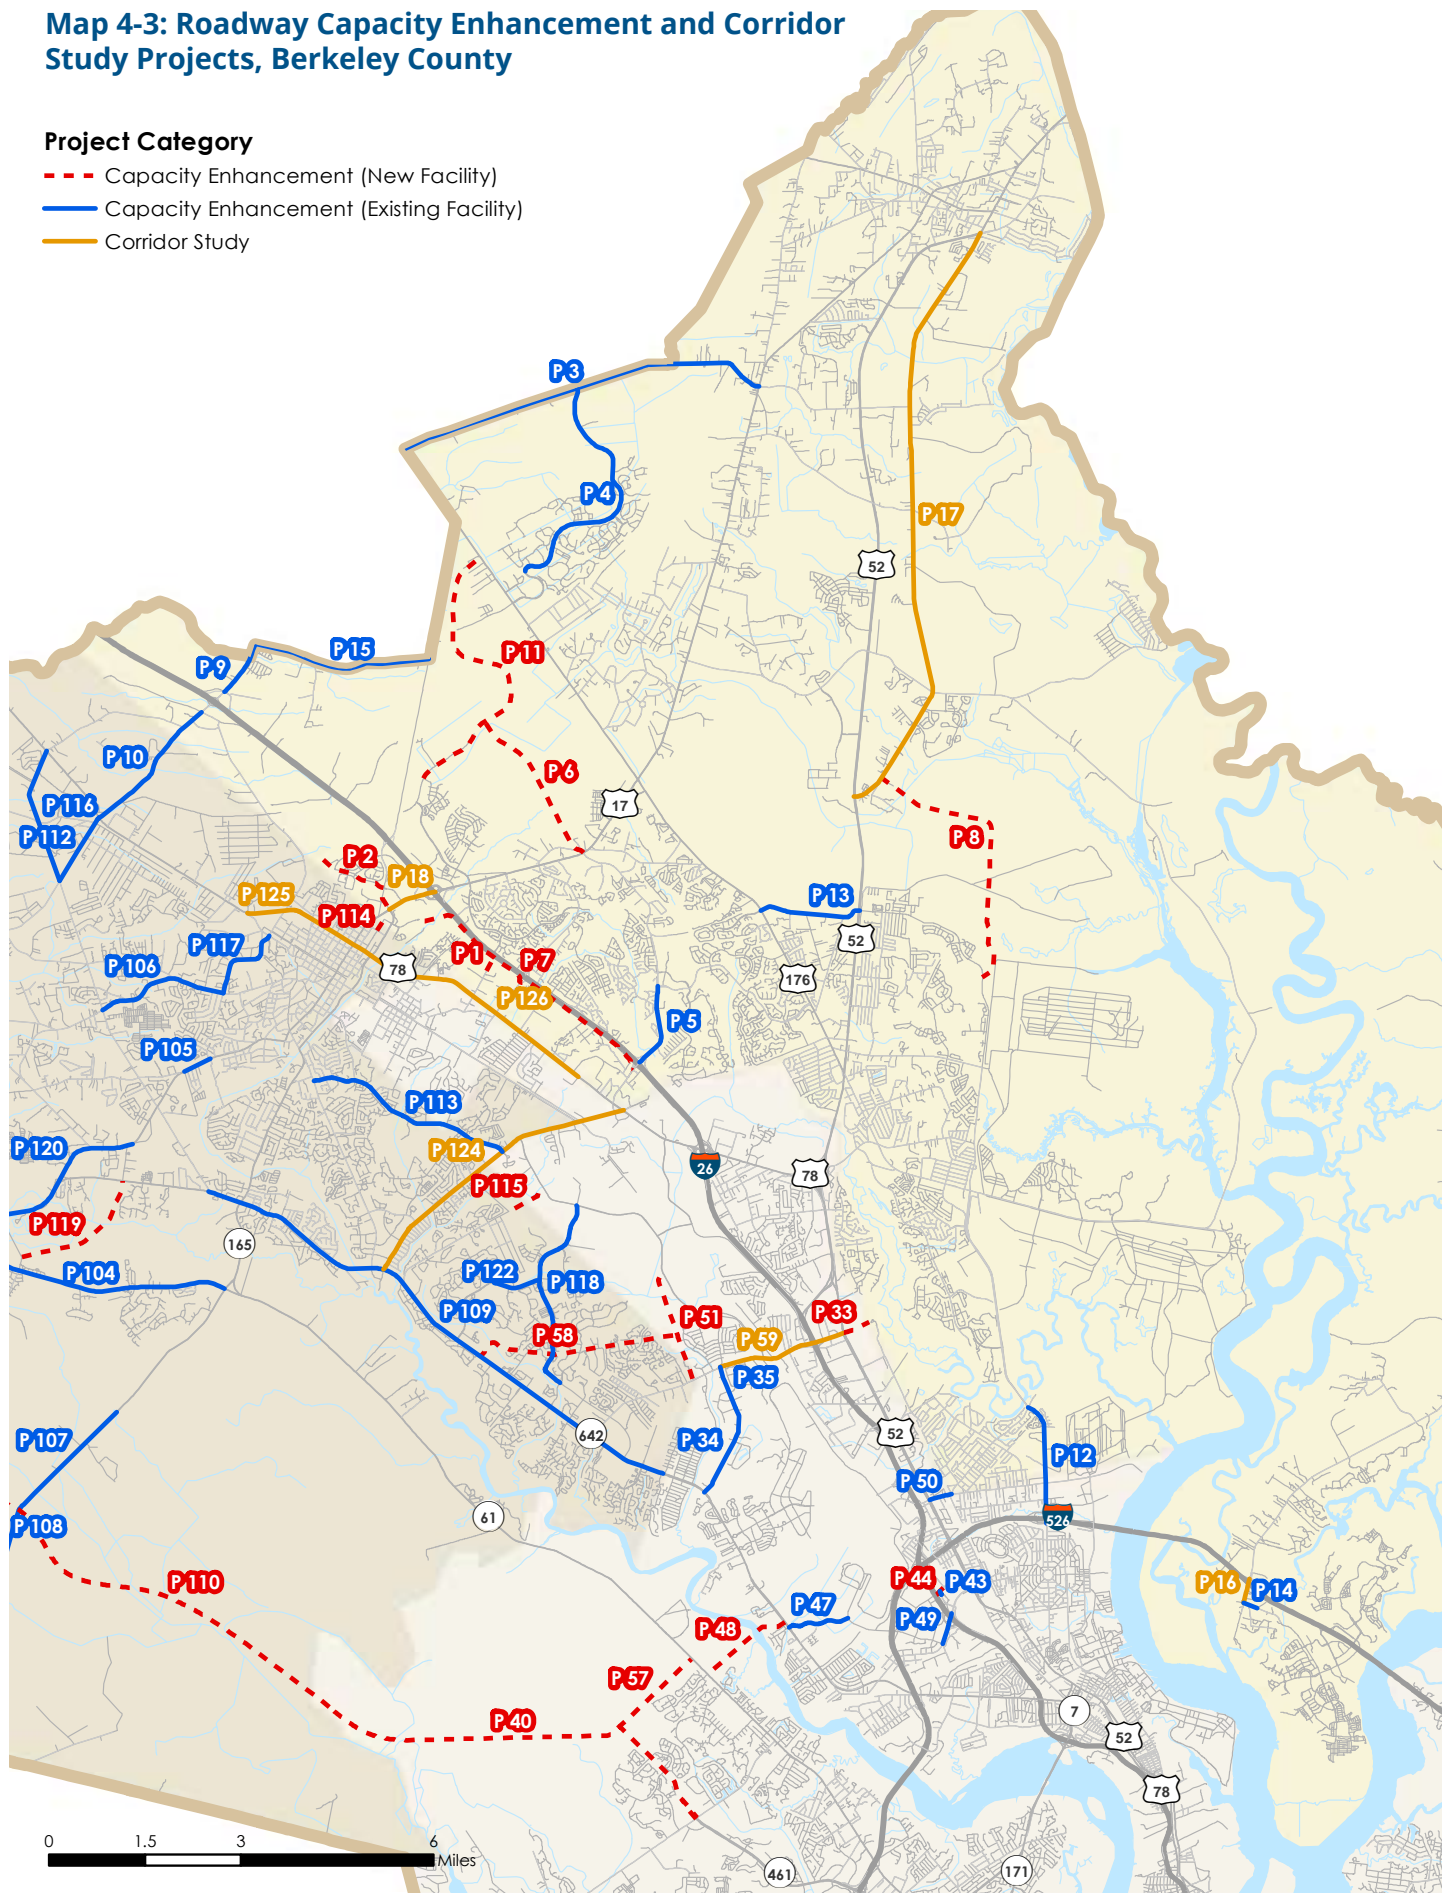 Map 4-3: Roadway Capacity Enhancement and Corridor
Study Projects, Berkeley County
Project Category
Capacity Enhancement (New Facility)
Capacity Enhancement (Existing Facility)
Corridor Study
P 3
P 4
P 17
52
P 11
P 15
P 9
P 10
P 6
17
P 116
P 112
P 8
P 2
P 18
P 125
P 114
P 13
P 117
52
P 106
P 1
P 7
78
176
P 126
P 5
P 105
P 113
P 120
P 124
26
78
P 115
P 119
165
P 104
P 122
P 118
P 109
P 51
P 33
P 58
P 59
P 35
P 107
642
P 34
52
P 12
P 50
61
526
P 108
P 110
P 44
P 43
P 16
P 14
P 47
P 49
P 48
P 57
7
P 40
52
78
0 1.5 3 6
Miles
461
171